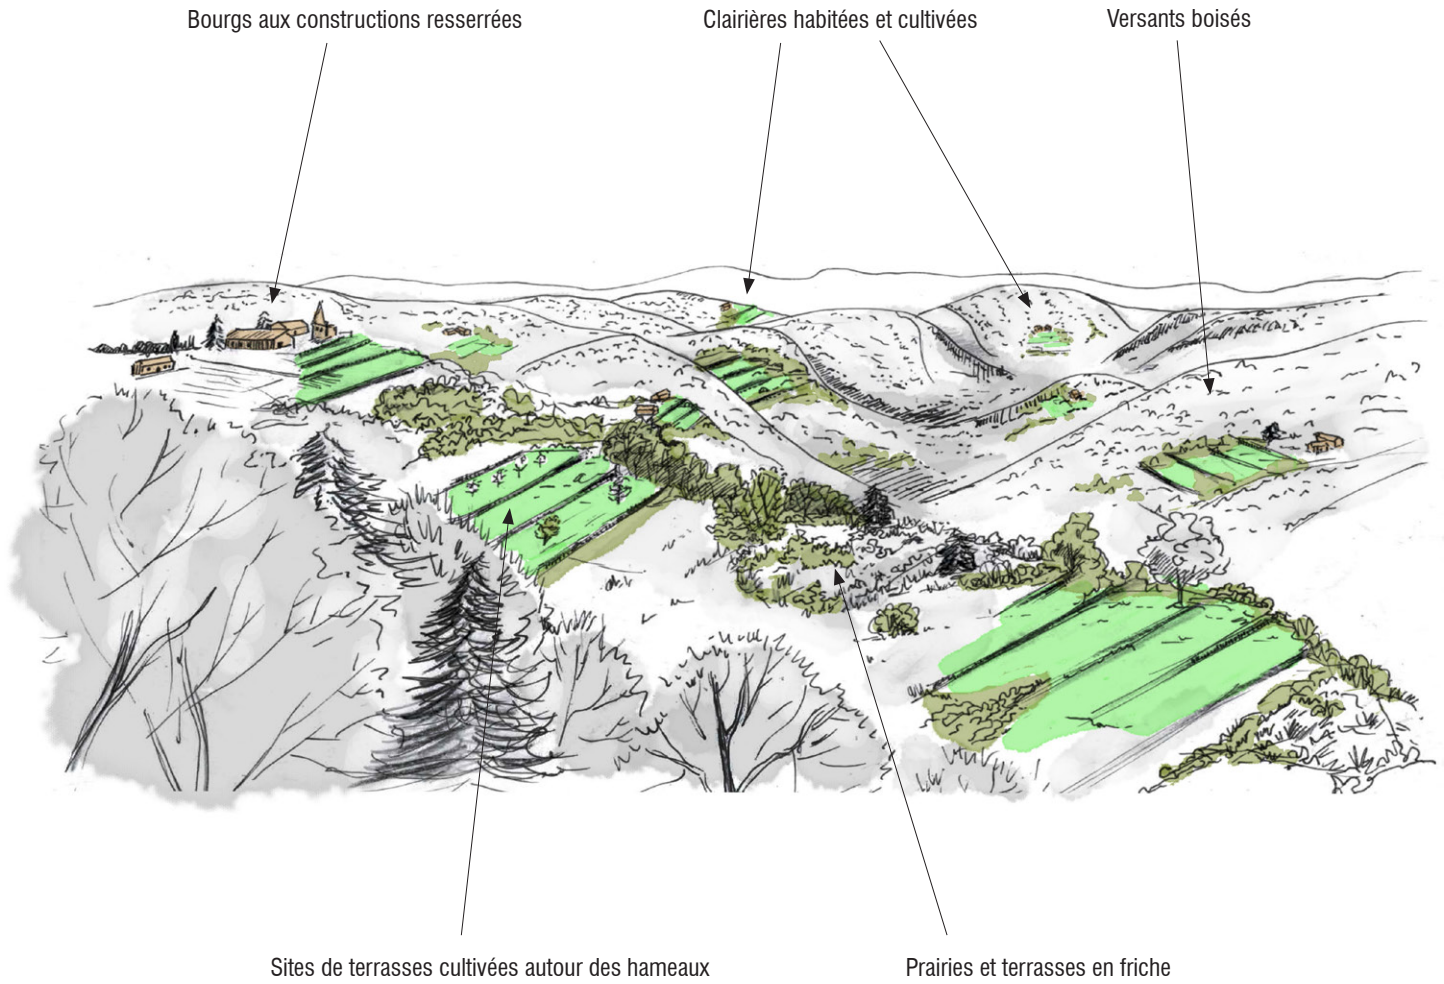 Bourgs aux constructions resserrées
Clairières habitées et cultivées
Versants boisés
Sites de terrasses cultivées autour des hameaux
Prairies et terrasses en friche